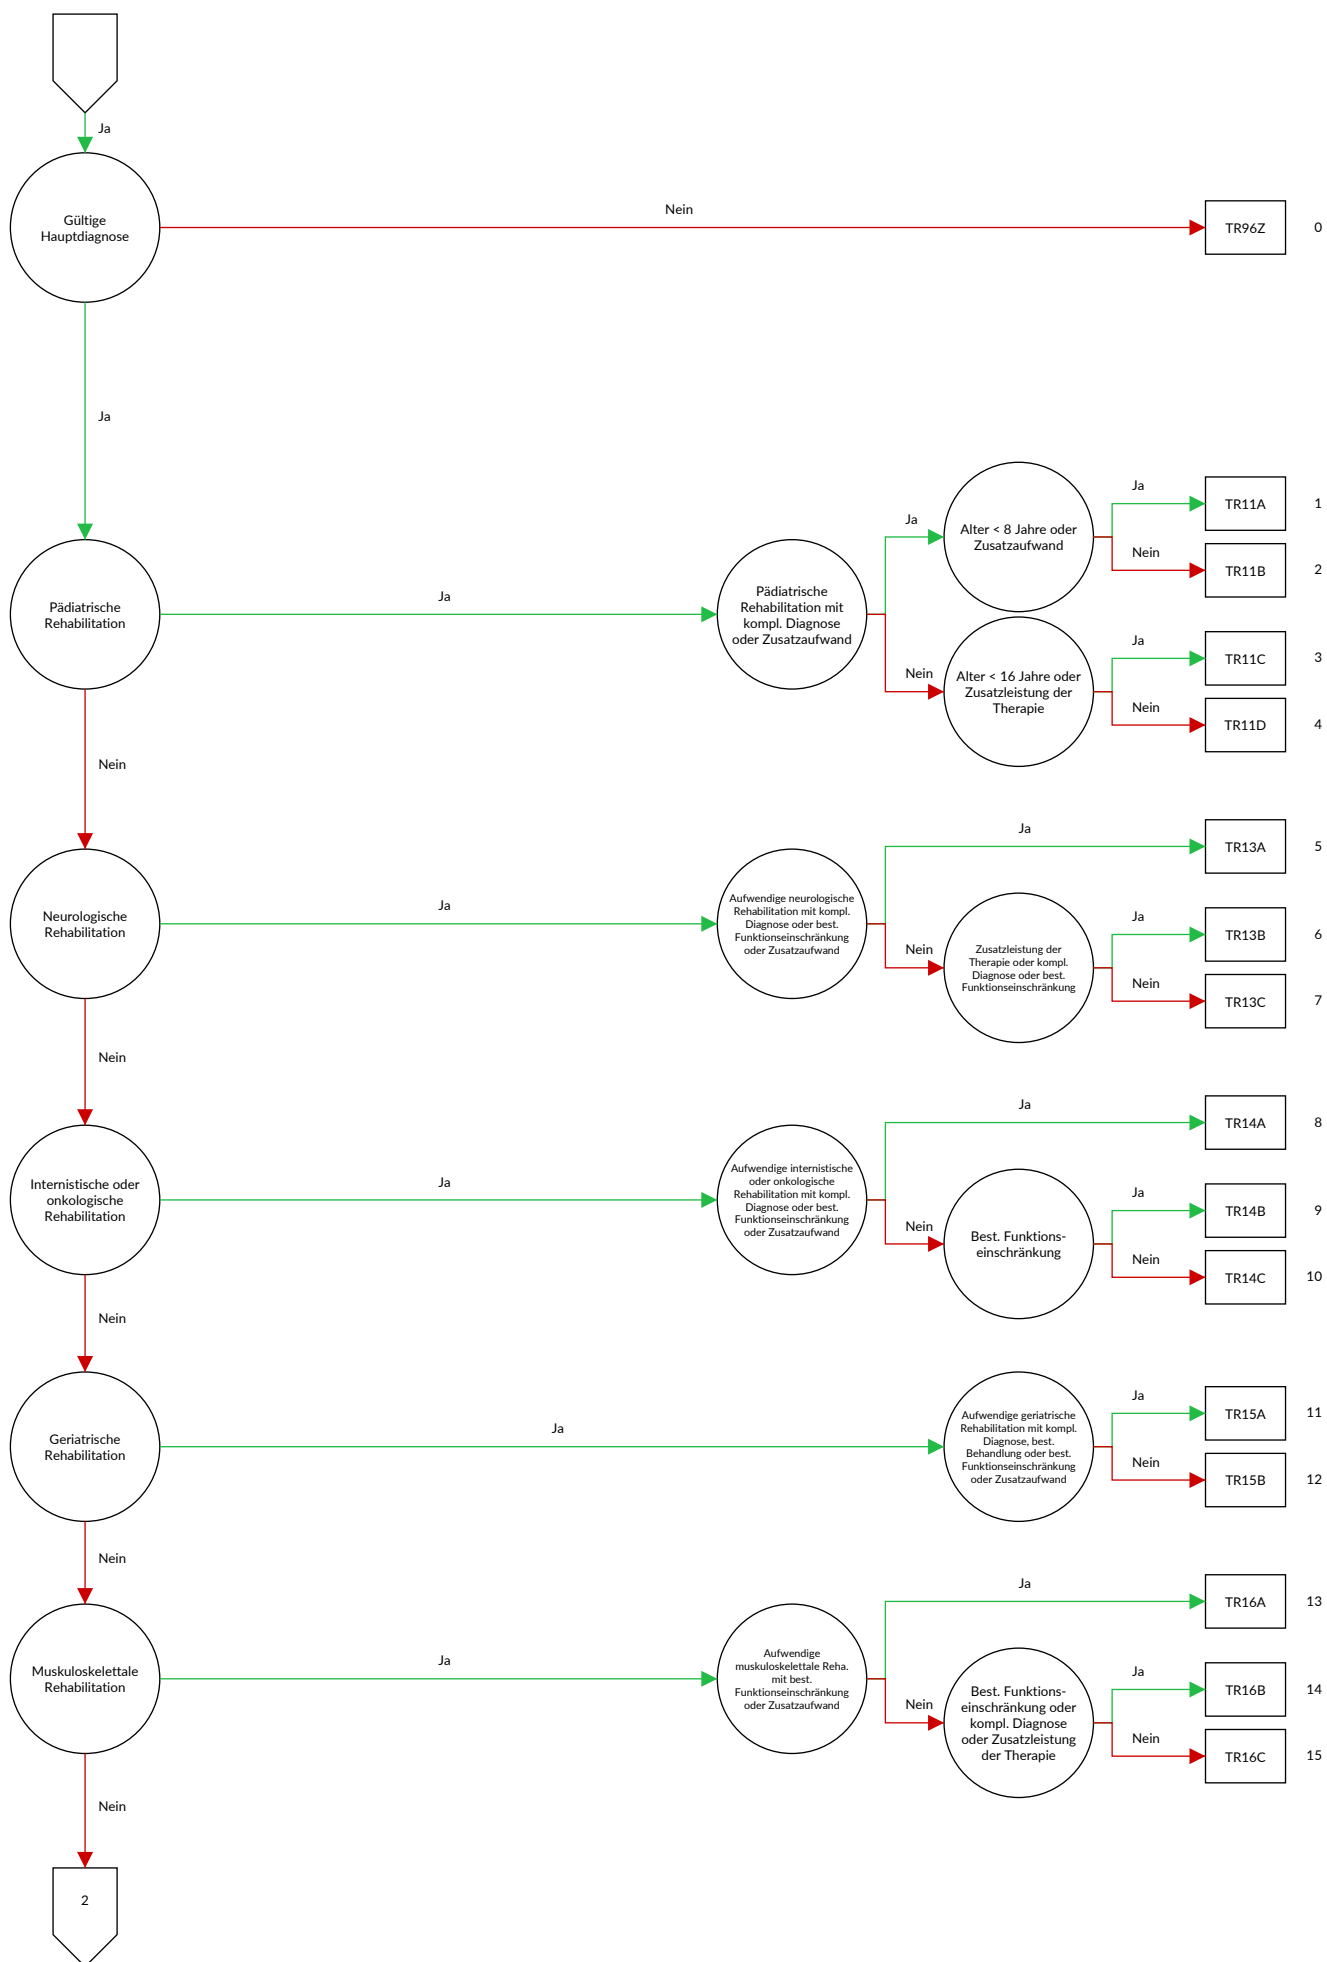 Ja
Gültige
Hauptdiagnose
Nein
TR96Z
0
Ja
Pädiatrische
Rehabilitation
Ja
Pädiatrische
Rehabilitation mit
kompl. Diagnose
oder Zusatzaufwand
Ja
Alter < 8 Jahre oder
Zusatzaufwand
Ja
TR11A
1
Nein
TR11B
2
Nein
Alter < 16 Jahre oder
Zusatzleistung der
Therapie
Ja
TR11C
3
Nein
TR11D
4
Nein
Neurologische
Rehabilitation
Ja
Aufwendige neurologische
Rehabilitation mit kompl.
Diagnose oder best.
Funktionseinschränkung
oder Zusatzaufwand
Ja
TR13A
5
Nein
Zusatzleistung der
Therapie oder kompl.
Diagnose oder best.
Funktionseinschränkung
Ja
TR13B
6
Nein
TR13C
7
Nein
Internistische oder
onkologische
Rehabilitation
Ja
Aufwendige internistische
oder onkologische
Rehabilitation mit kompl.
Diagnose oder best.
Funktionseinschränkung
oder Zusatzaufwand
Ja
TR14A
8
Nein
Best. Funktions-
einschränkung
Ja
TR14B
9
Nein
TR14C
10
Nein
Geriatrische
Rehabilitation
Ja
Aufwendige geriatrische
Rehabilitation mit kompl.
Diagnose, best.
Behandlung oder best.
Funktionseinschränkung
oder Zusatzaufwand
Ja
TR15A
11
Nein
TR15B
12
Nein
Muskuloskelettale
Rehabilitation
Ja
Aufwendige
muskuloskelettale Reha.
mit best.
Funktionseinschränkung
oder Zusatzaufwand
Ja
TR16A
13
Nein
Best. Funktions-
einschränkung oder
kompl. Diagnose
oder Zusatzleistung
der Therapie
Ja
TR16B
14
Nein
TR16C
15
Nein
2